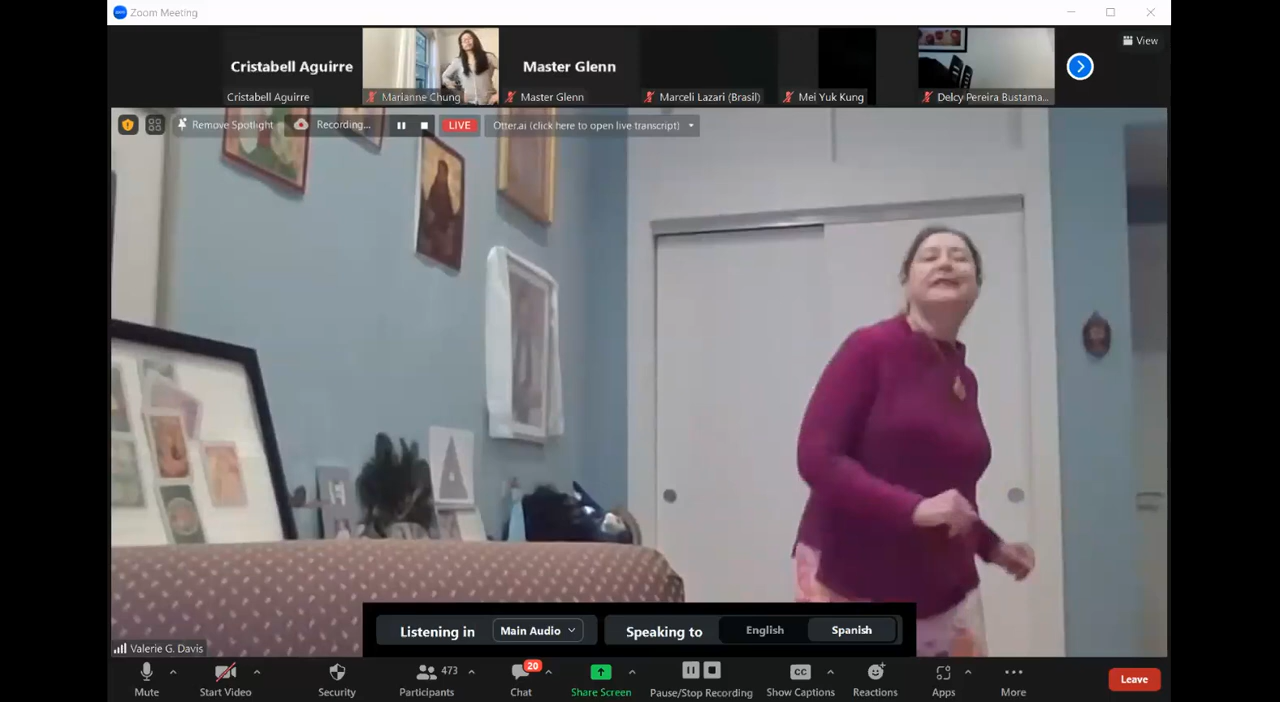 Zoom Meeting
View
Cristabell Aguirre
Master Glenn
Cristabell Aguirre
Marianne Chung
Master Glenn
Marceli Lazari (Brasil)
Mei Yuk Kung
Delcy Pereira Bustama...
Remove Spotlight
Recording...
LIVE
Otter.ai (click here to open live transcript)
Listening in
Main Audio
Speaking to
English
Spanish
Valerie G. Davis
473
20
Mute
Start Video
Security
Participants
Chat
Share Screen
Pause/Stop Recording
CC
Show Captions
Reactions
Apps
More
Leave